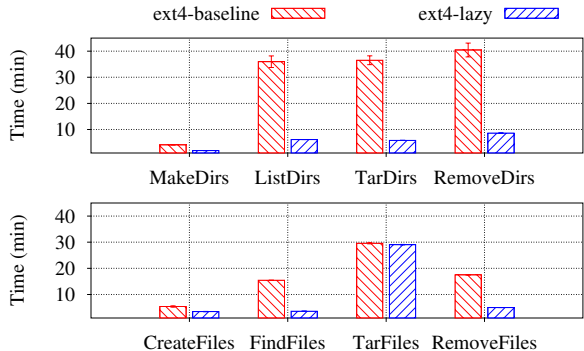 ext4-baseline ext4-lazy
Time (min)
40
30
20
10
MakeDirs ListDirs TarDirs RemoveDirs
Time (min)
40
30
20
10
CreateFiles FindFiles TarFiles RemoveFiles